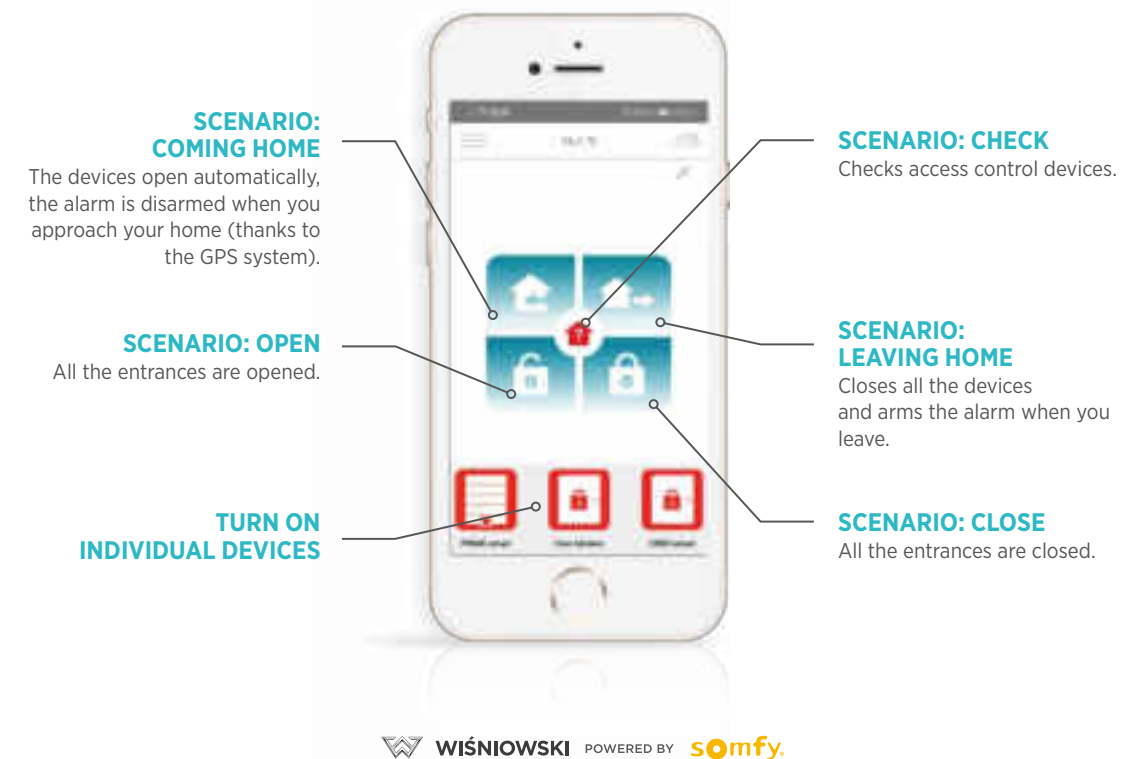 SCENARIO:
COMING HOME
The devices open automatically,
the alarm is disarmed when you
approach your home (thanks to
the GPS system).
SCENARIO: OPEN
All the entrances are opened.
TURN ON
INDIVIDUAL DEVICES
SCENARIO: CHECK
Checks access control devices.
SCENARIO:
LEAVING HOME
Closes all the devices
and arms the alarm when you
leave.
SCENARIO: CLOSE
All the entrances are closed.
?
WIŚNIOWSKI POWERED BY somfy.